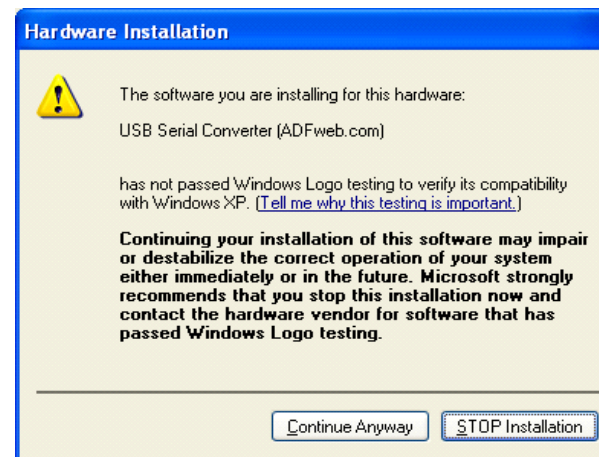 Hardware Installation
The software you are installing for this hardware:
USB Serial Converter (ADFweb.com)
has not passed Windows Logo testing to verify its compatibility
with Windows XP. (Tell me why this testing is important.)
Continuing your installation of this software may impair
or destabilize the correct operation of your system
either immediately or in the future. Microsoft strongly
recommends that you stop this installation now and
contact the hardware vendor for software that has
passed Windows Logo testing.
Continue Anyway STOP Installation